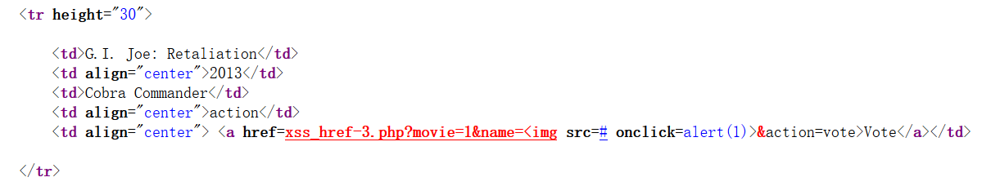 <tr height="30">
<td>G.I. Joe: Retaliation</td>
<td align="center">2013</td>
<td>Cobra Commander</td>
<td align="center">action</td>
<td align="center"> <a href=xss_href-3.php?movie=1&name=<img src=# onclick=alert(1)>&action=vote>Vote</a></td>
</tr>